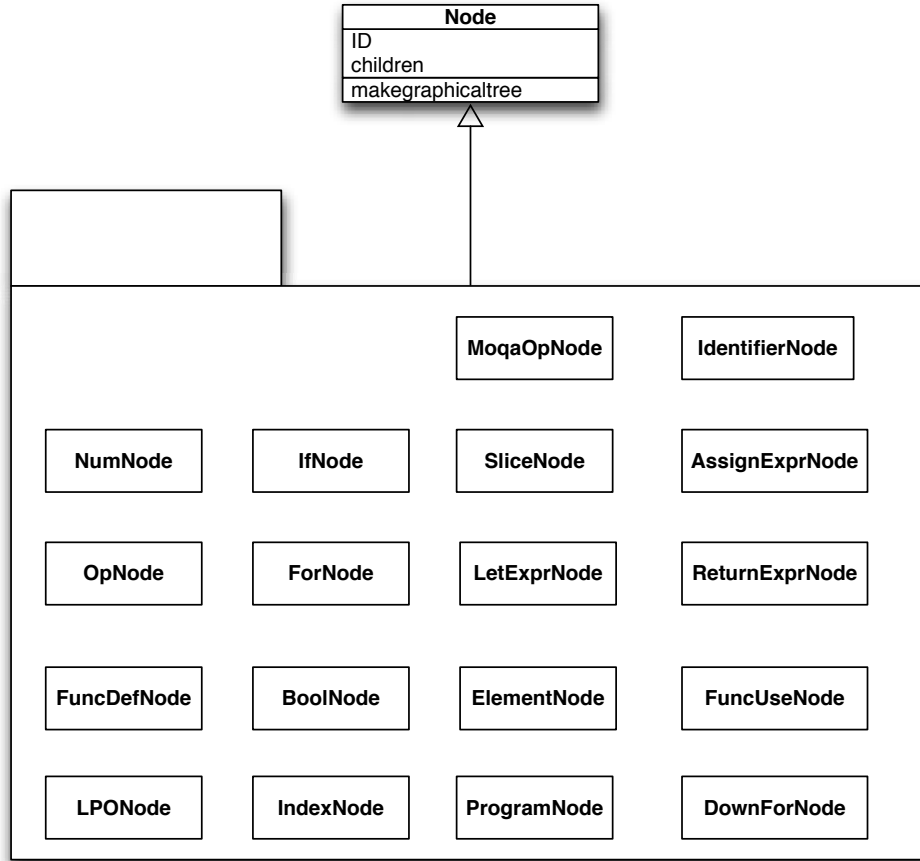 Node
ID
children
makegraphicaltree
MoqaOpNode IdentifierNode
NumNode IfNode SliceNode AssignExprNode
OpNode ForNode LetExprNode ReturnExprNode
FuncDefNode BoolNode ElementNode FuncUseNode
LPONode IndexNode ProgramNode DownForNode